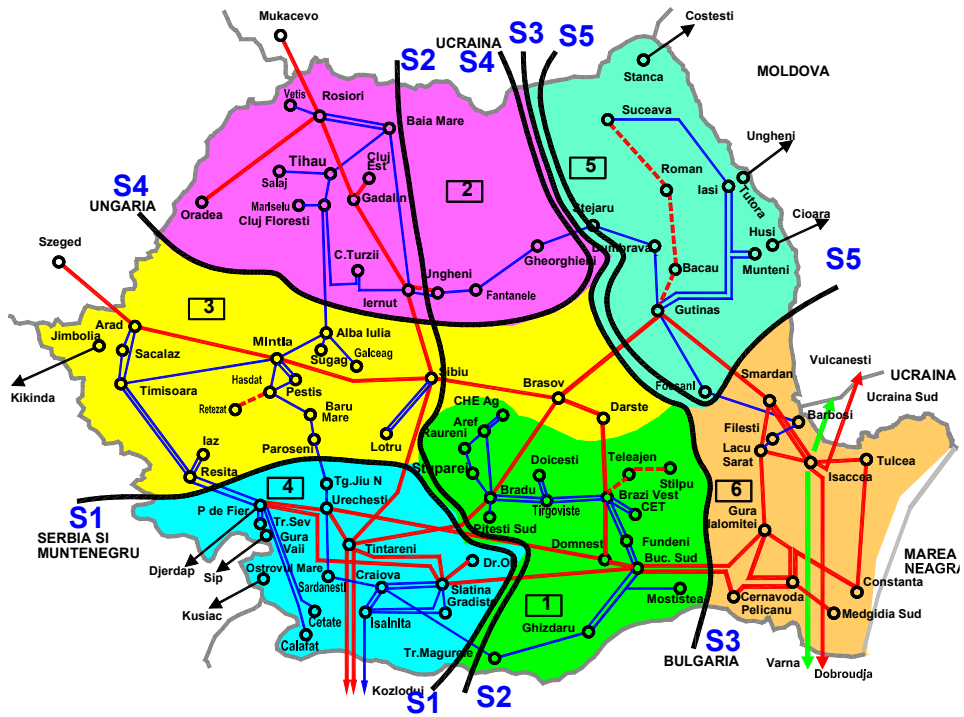 Mukacevo
Costesti
S2
UCRAINA
S4
S3
S5
Stanca
MOLDOVA
Vetis
Rosiori
Baia Mare
Suceava
Ungheni
Tihau
Cluj
Est
Salaj
Gadalin
2
5
Roman
Iasi
Tutora
S4
UNGARIA
Oradea
Mariselu
Cluj Floresti
Stejaru
Dumbrava
Husi
Cioara
Szeged
C.Turzii
Ungheni
Gheorghieni
Bacau
Munteni
S5
Iernut
Fantanele
3
Gutinas
Arad
Jimbolia
Sacalaz
Alba Iulia
Mintia
Sugag
Galceag
Vulcanesti
Kikinda
Timisoara
Hasdat
Pestis
Sibiu
Brasov
Focsani
Smardan
UCRAINA
Ucraina Sud
Retezat
Baru
Mare
CHE Ag
Darste
Barbosi
Iaz
Paroseni
Lotru
Aref
Raureni
Filesti
Lacu
Sarat
Resita
Stuparei
Doicesti
Teleajen
Stilpu
Isaccea
Tulcea
4
Tg.Jiu N
Urechesti
Bradu
Tirgoviste
Brazi Vest
CET
6
Gura
Ialomitei
S1
SERBIA SI
MUNTENEGRU
P de Fier
Tr.Sev
Gura
Vaii
Pitesti Sud
Fundeni
Tintareni
Domnesti
Buc. Sud
MAREA
NEAGRA
Djerdap
Sip
Ostrovul Mare
Sardanesti
Craiova
Dr.Olt
Slatina
Gradiste
1
Mostistea
Cernavoda
Pelicanu
Constanta
Medgidia Sud
Kusiac
Cetate
Isalnita
Ghizdaru
Calafat
Tr.Magurele
S3
BULGARIA
Varna
Dobroudja
Kozlodui
S1
S2